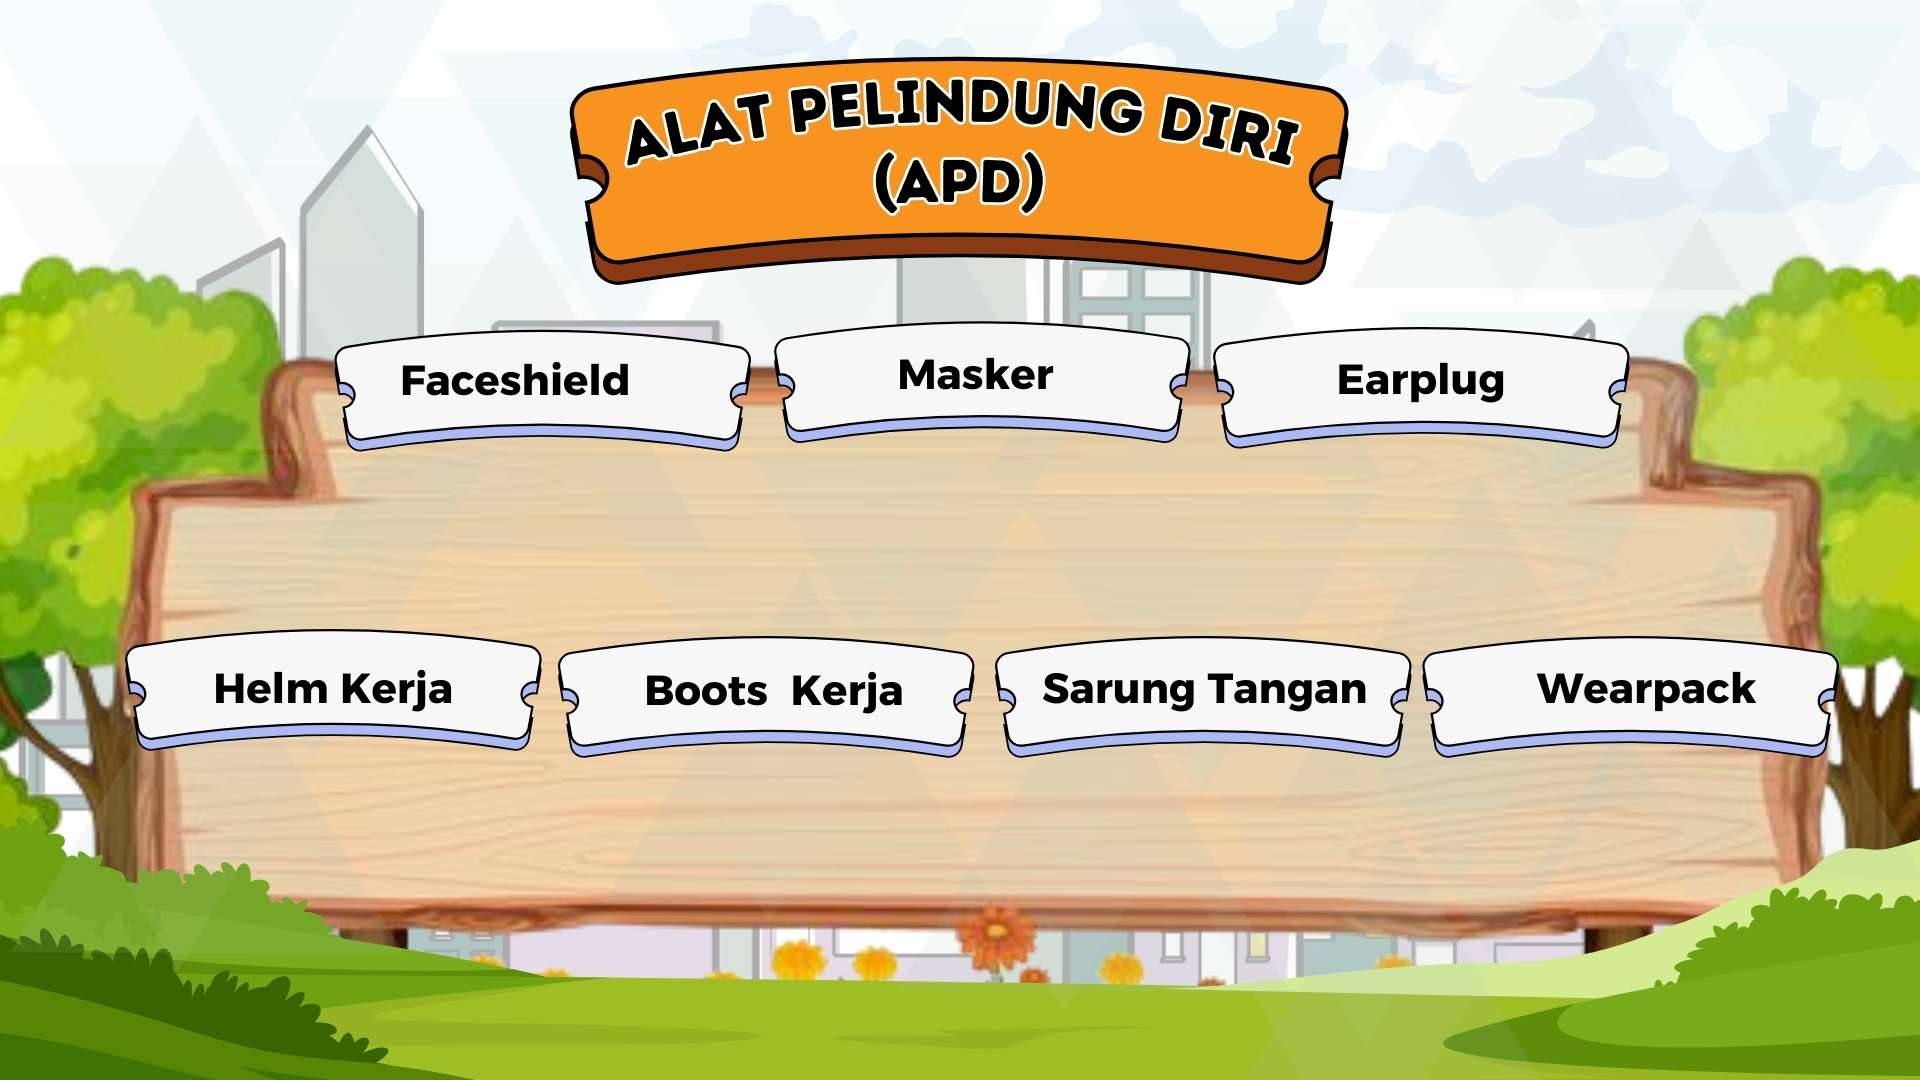 ALAT PELINDUNG DIRI
(APD)
Faceshield
Masker
Earplug
Helm Kerja
Boots  Kerja
Sarung Tangan
Wearpack